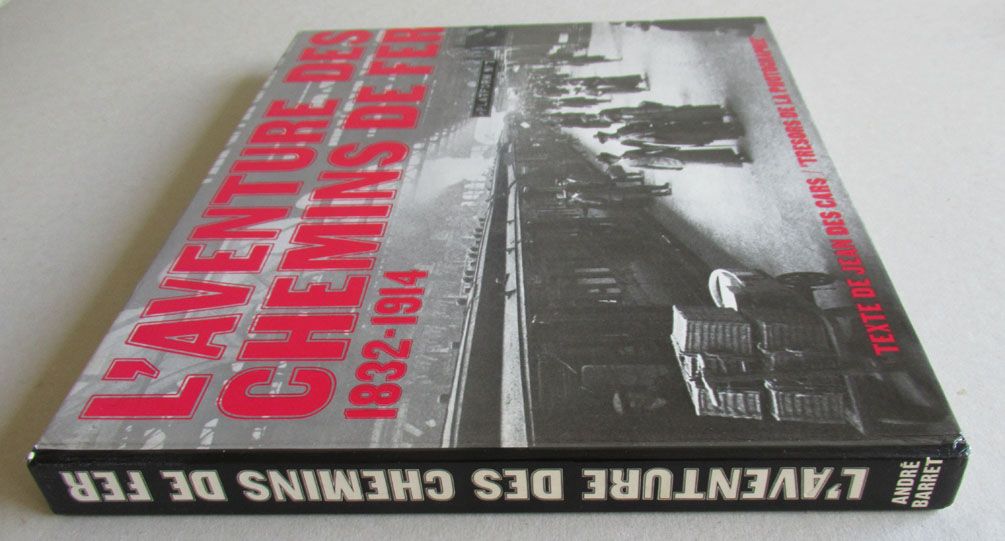 L'AVENTURE DES
CHEMINS DE FER
1832-1914
TEXTE DE JEAN DES CARS / "TRESORS DE LA PHOTOGRAPHIE"
L'AVENTURE DES CHEMINS DE FER
ANDRÉ
BARRET